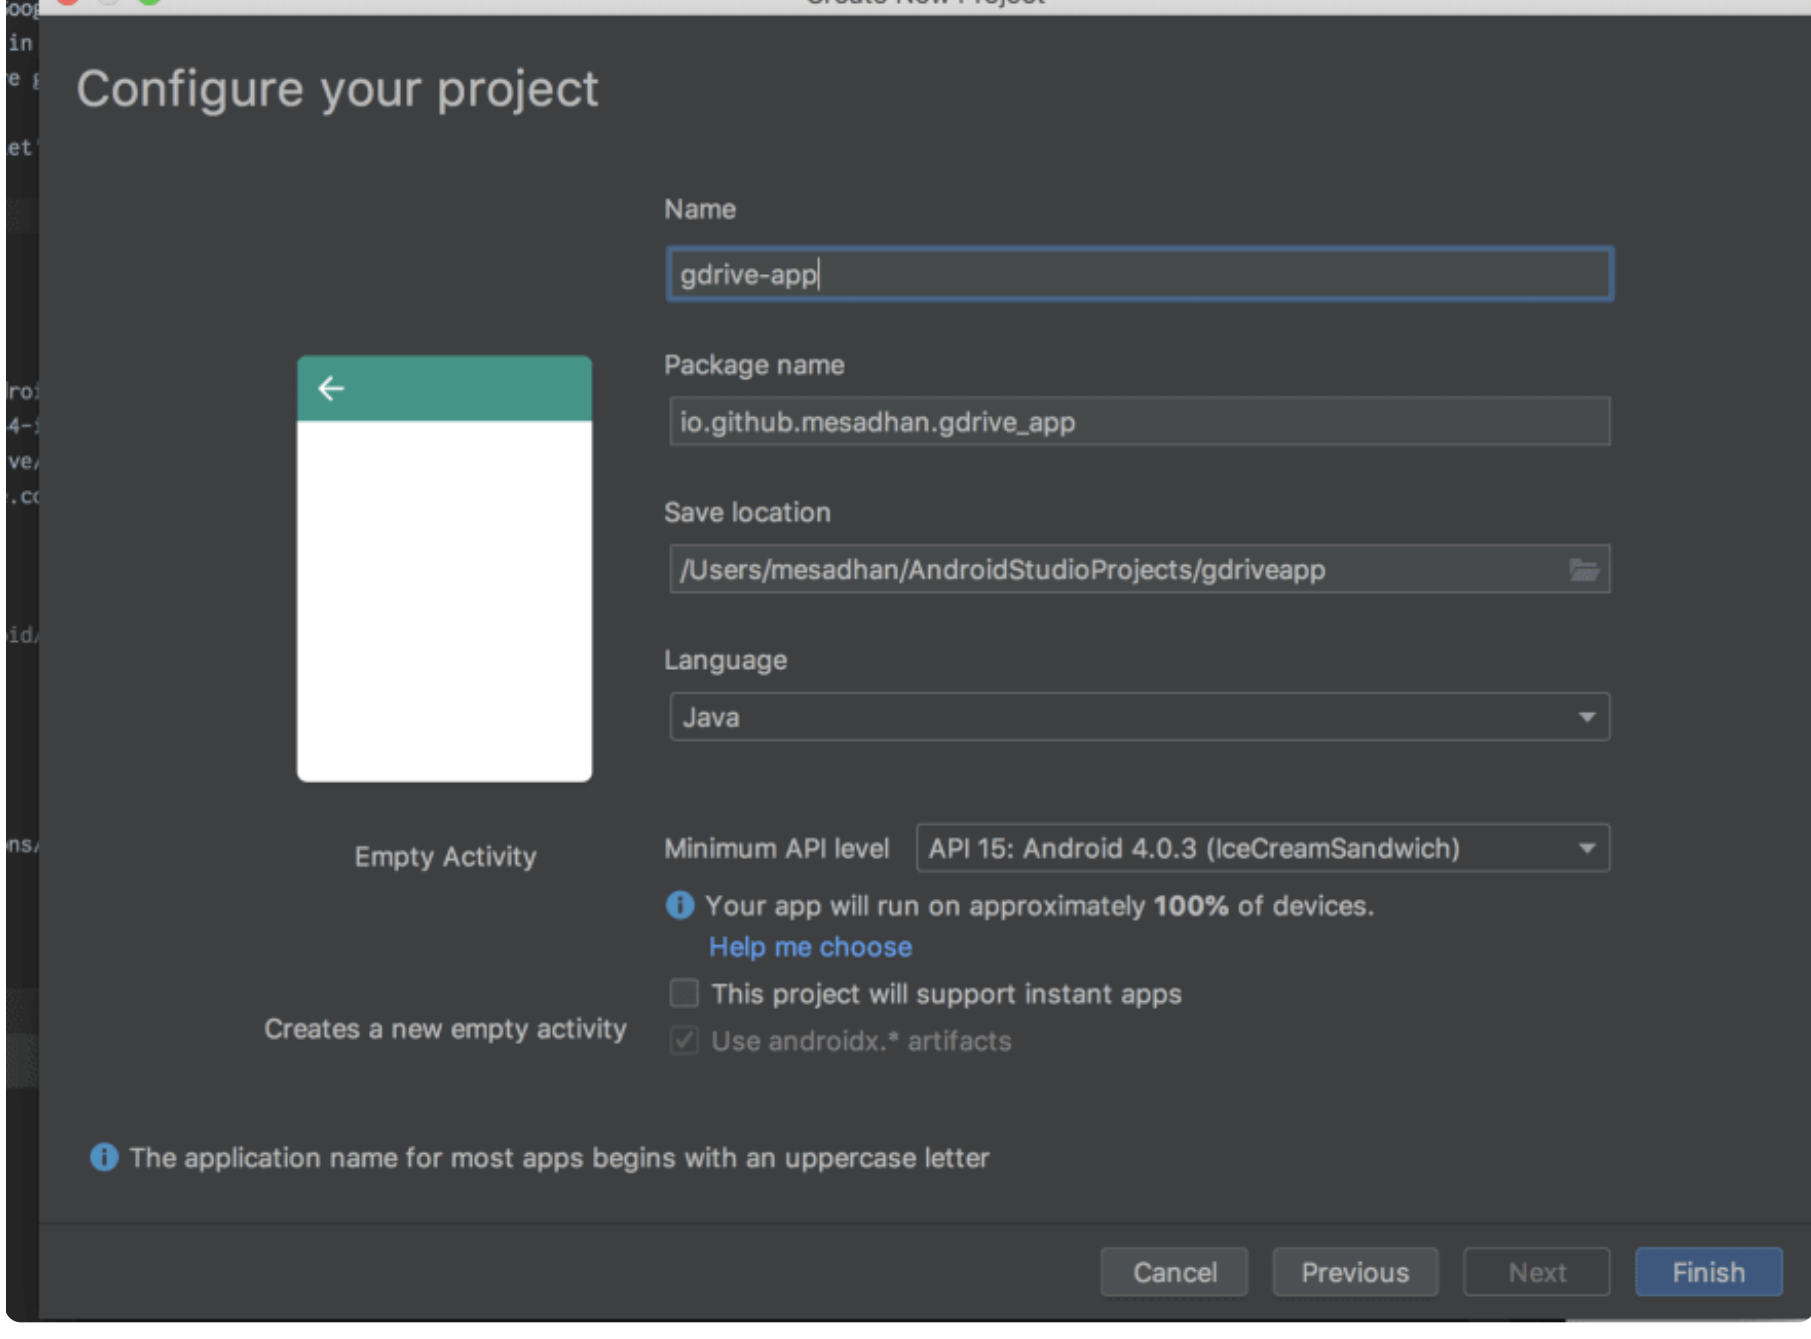 Configure your project
Name
gdrive-app
Package name
io.github.mesadhan.gdrive_app
Save location
/Users/mesadhan/AndroidStudioProjects/gdriveapp
Language
Java
Empty Activity
Minimum API level API 15: Android 4.0.3 (IceCreamSandwich)
Your app will run on approximately 100% of devices.
Help me choose
This project will support instant apps
Creates a new empty activity
Use androidx.* artifacts
The application name for most apps begins with an uppercase letter
Cancel Previous Next Finish